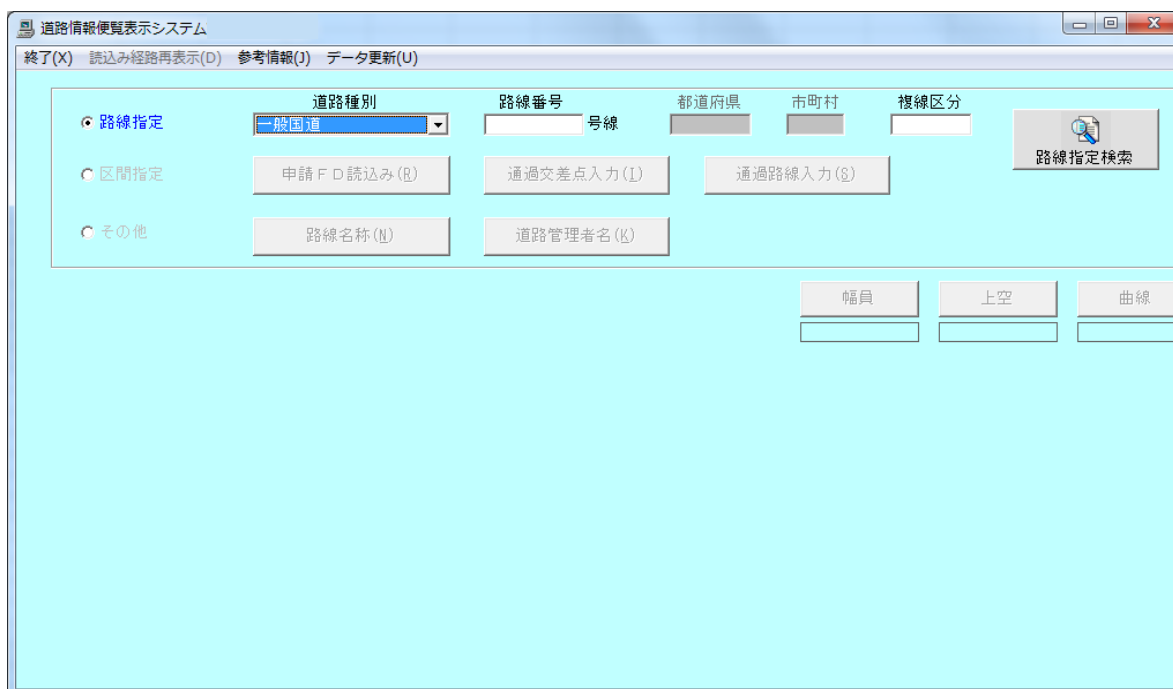 道路情報便覧表示システム
終了(X) 読込み経路再表示(D) 参考情報(J) データ更新(U)
道路種別 路線番号 都道府県 市町村 複線区分
路線指定 一般国道 号線
路線指定検索
区間指定 申請ＦＤ読込み(R) 通過交差点入力(I) 通過路線入力(S)
その他 路線名称(N) 道路管理者名(K)
幅員 上空 曲線